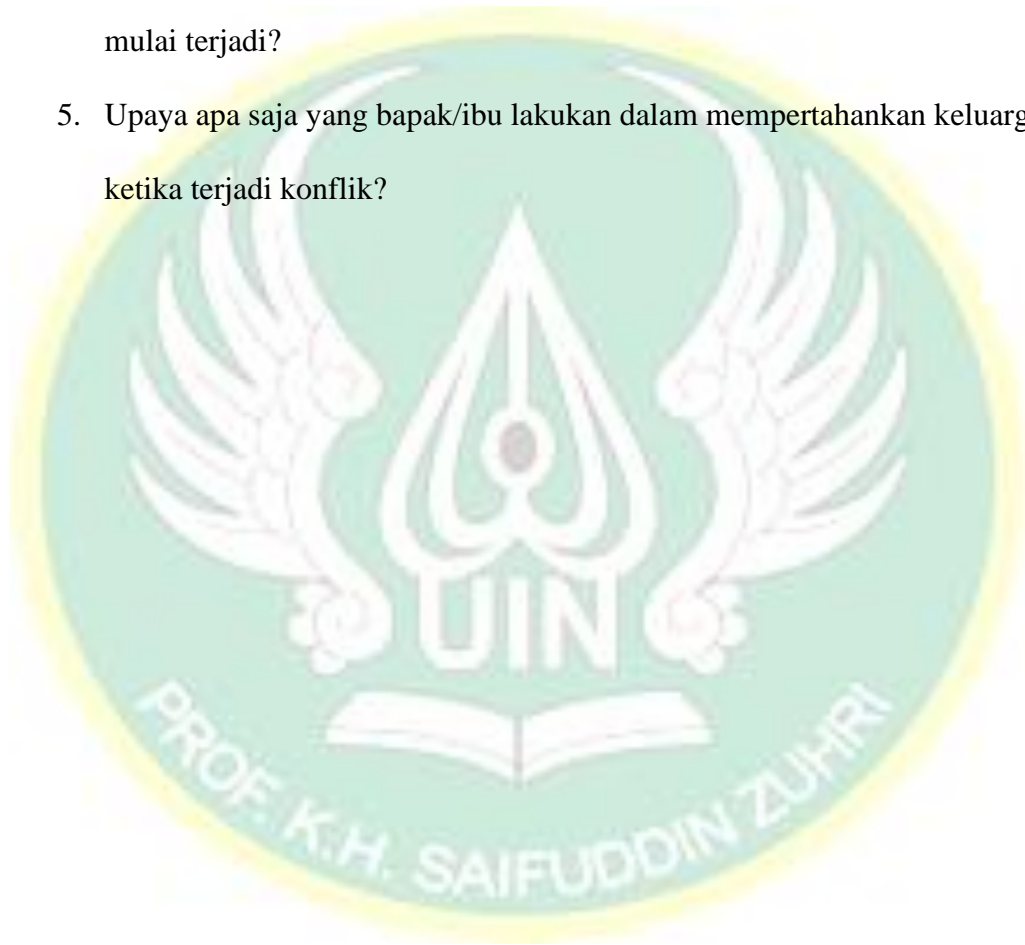 mulai terjadi?
5. Upaya apa saja yang bapak/ibu lakukan dalam mempertahankan keluarg
ketika terjadi konflik?
UIN
PROF. K.H. SAIFUDDIN ZUHRI